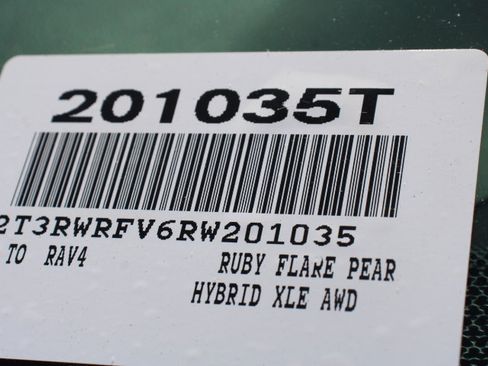 201035T
2T3RWRFV6RW201035
TO RAV4
RUBY FLARE PEAR
HYBRID XLE AWD